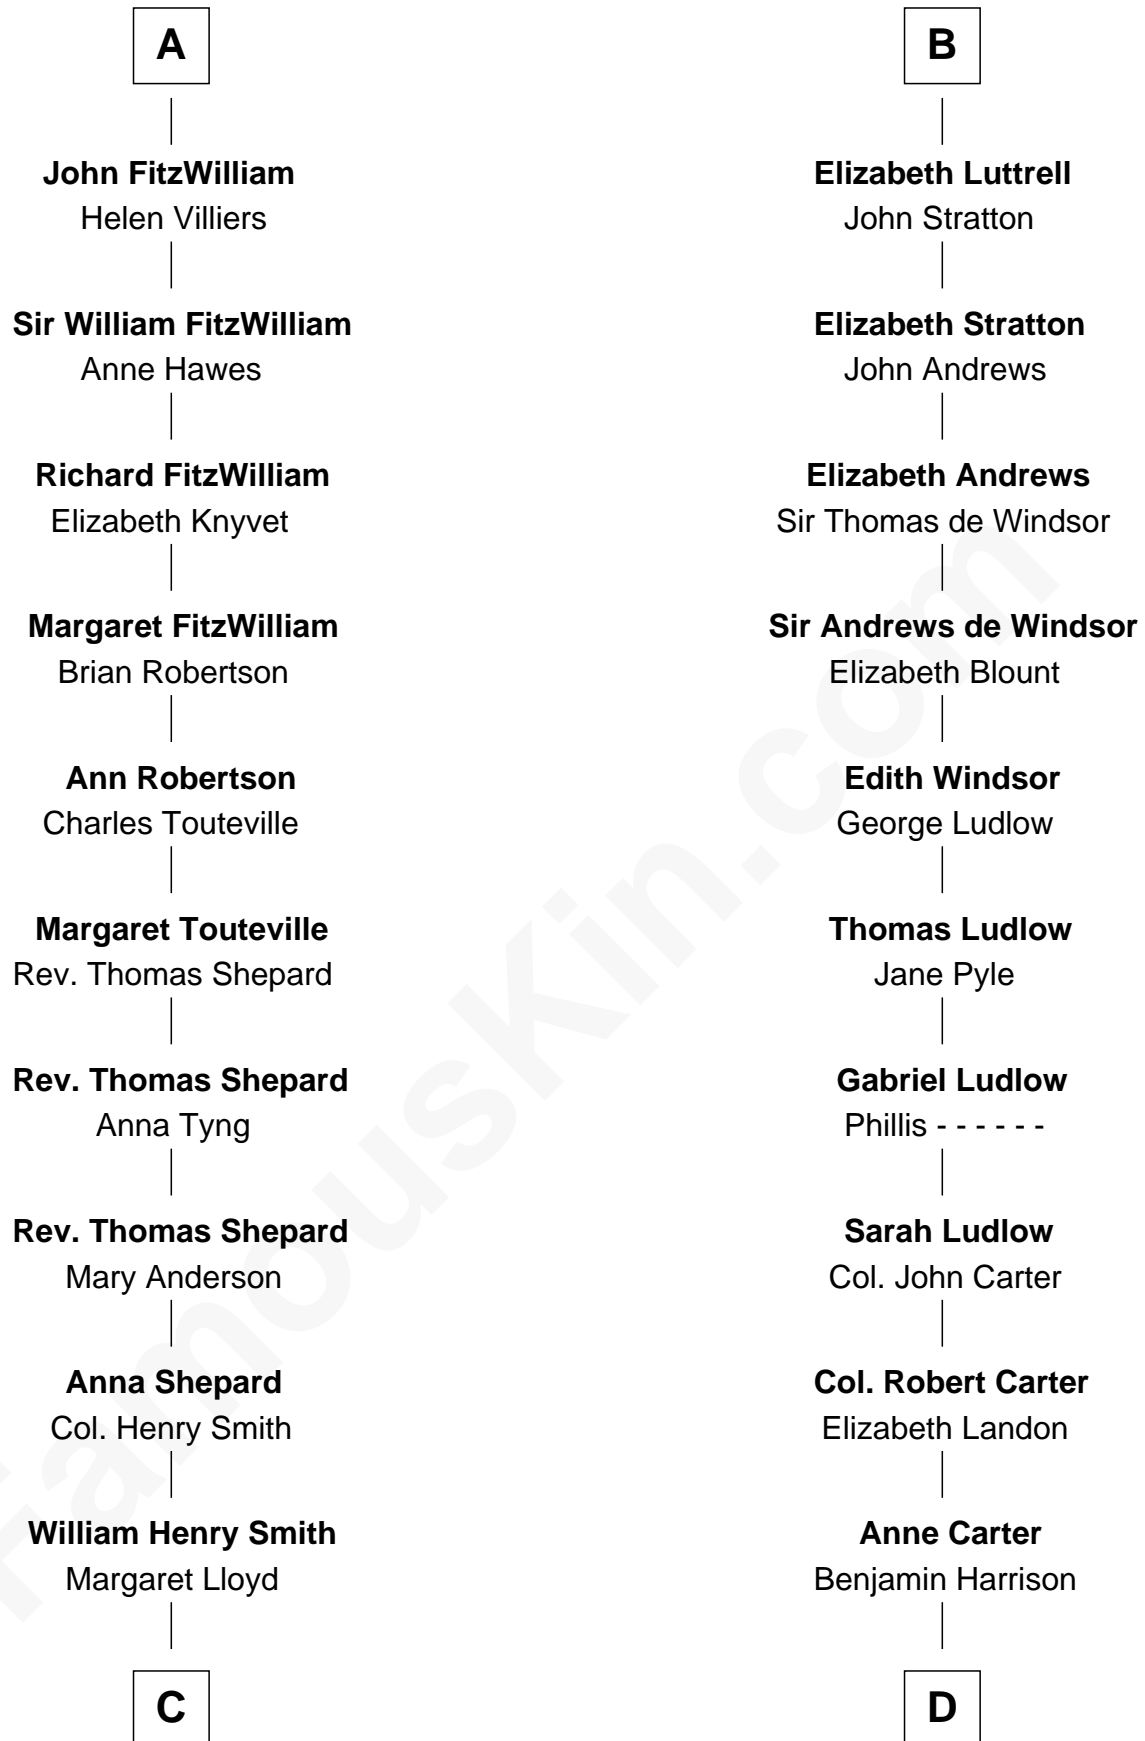 A
John FitzWilliam
Helen Villiers
Sir William FitzWilliam
Anne Hawes
Richard FitzWilliam
Elizabeth Knyvet
Margaret FitzWilliam
Brian Robertson
Ann Robertson
Charles Touteville
Margaret Touteville
Rev. Thomas Shepard
Rev. Thomas Shepard
Anna Tyng
Rev. Thomas Shepard
Mary Anderson
Anna Shepard
Col. Henry Smith
William Henry Smith
Margaret Lloyd
C
B
Elizabeth Luttrell
John Stratton
Elizabeth Stratton
John Andrews
Elizabeth Andrews
Sir Thomas de Windsor
Sir Andrews de Windsor
Elizabeth Blount
Edith Windsor
George Ludlow
Thomas Ludlow
Jane Pyle
Gabriel Ludlow
Phillis - - - - - -
Sarah Ludlow
Col. John Carter
Col. Robert Carter
Elizabeth Landon
Anne Carter
Benjamin Harrison
D
FamousKin.com